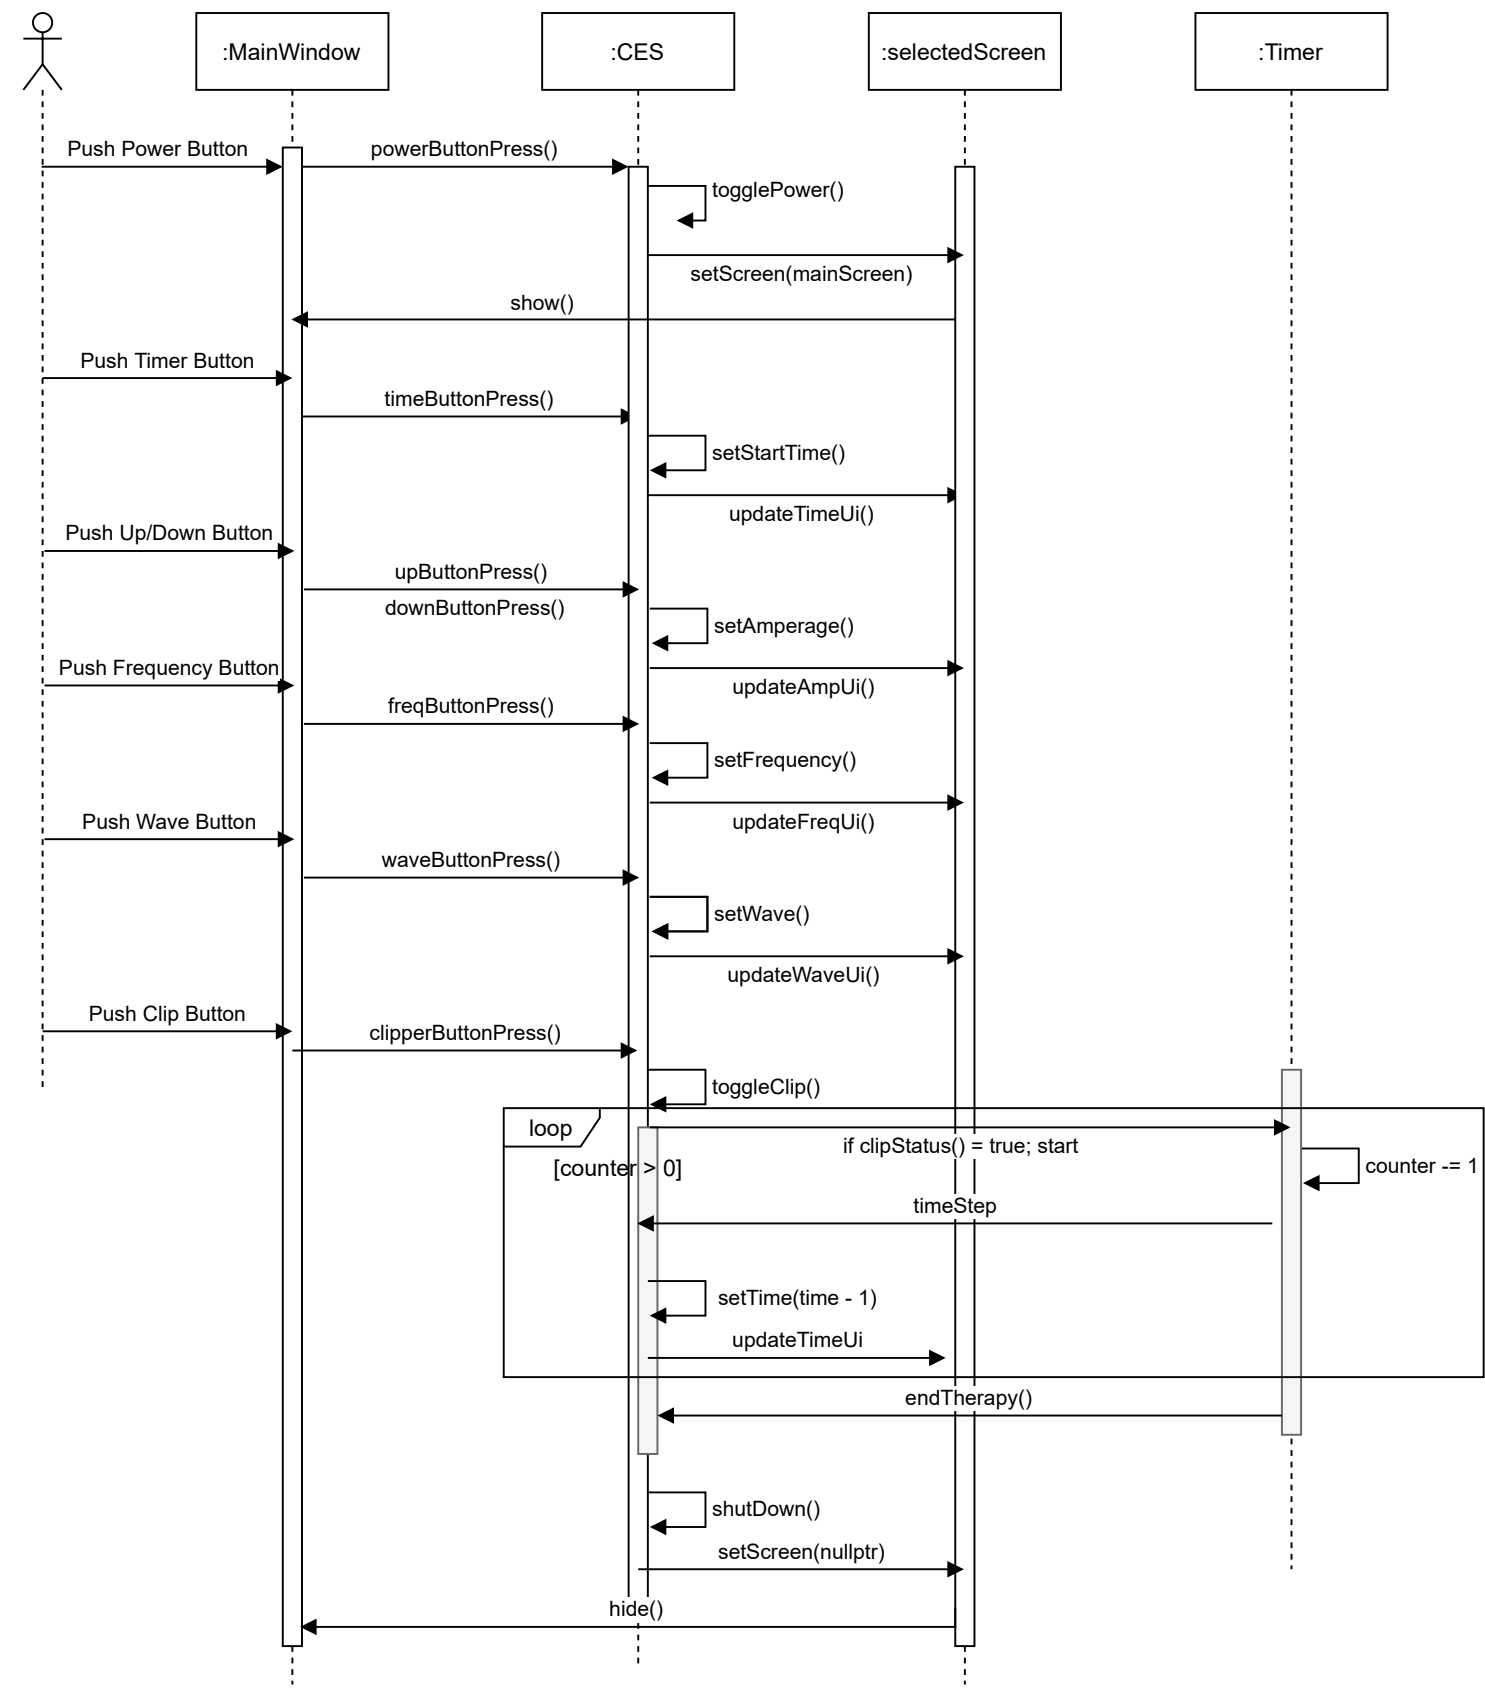 :MainWindow
:CES
:selectedScreen
:Timer
Push Power Button
powerButtonPress()
togglePower()
setScreen(mainScreen)
show()
Push Timer Button
timeButtonPress()
setStartTime()
updateTimeUi()
Push Up/Down Button
upButtonPress()
downButtonPress()
setAmperage()
Push Frequency Button
updateAmpUi()
freqButtonPress()
setFrequency()
updateFreqUi()
Push Wave Button
waveButtonPress()
setWave()
updateWaveUi()
Push Clip Button
clipperButtonPress()
toggleClip()
loop
if clipStatus() = true; start
[counter > 0]
counter -= 1
timeStep
setTime(time - 1)
updateTimeUi
endTherapy()
shutDown()
setScreen(nullptr)
hide()